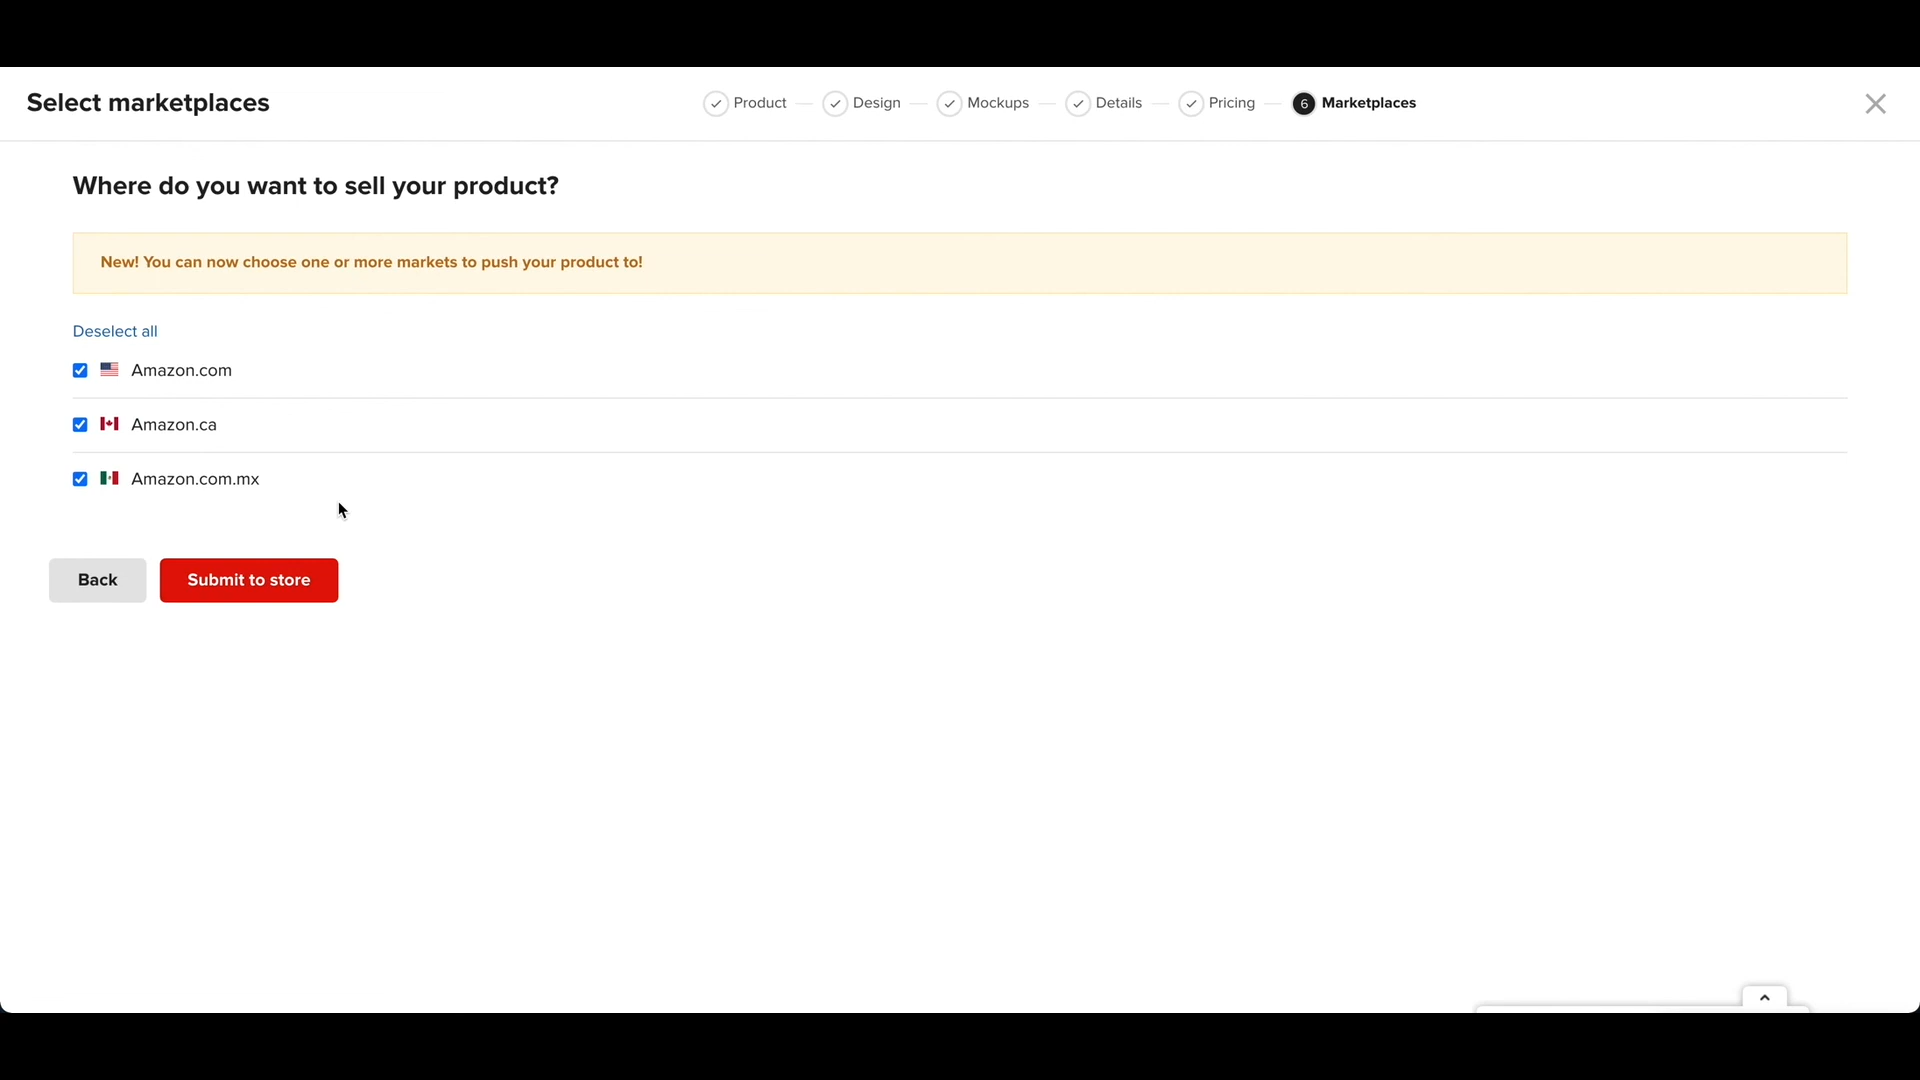 Select marketplaces
Product
Design
Mockups
Details
Pricing
6 Marketplaces
Where do you want to sell your product?
New! You can now choose one or more markets to push your product to!
Deselect all
Amazon.com
Amazon.ca
Amazon.com.mx
Back
Submit to store